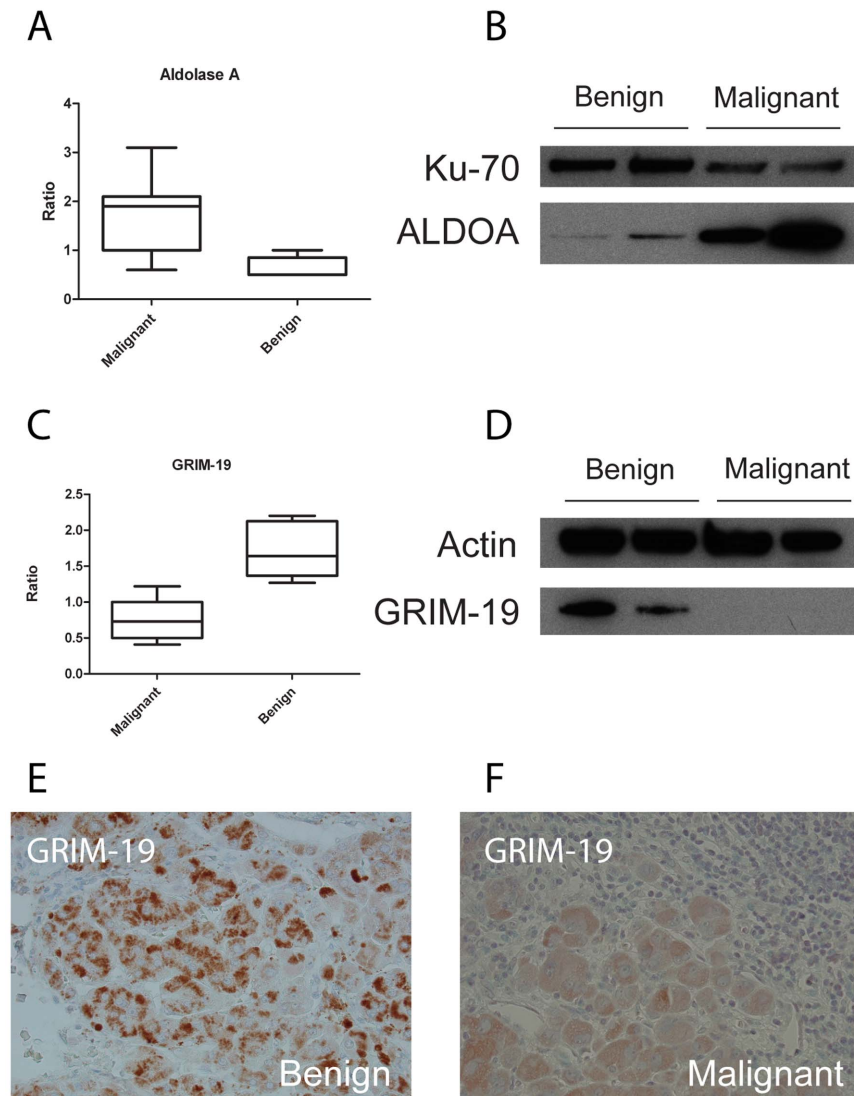 A
Aldolase A
4
3
2
1
0
Ratio
Malignant
Benign
B
Benign Malignant
Ku-70
ALDOA
C
GRIM-19
2.5
2.0
1.5
1.0
0.5
0.0
Ratio
Malignant
Benign
D
Benign Malignant
Actin
GRIM-19
E
GRIM-19
Benign
F
GRIM-19
Malignant